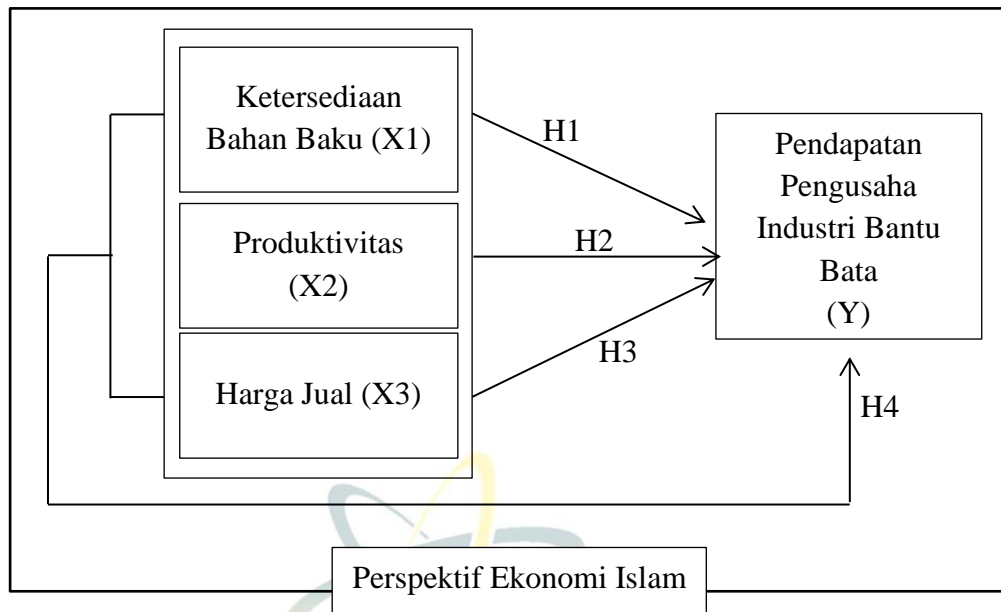 Ketersediaan
Bahan Baku (X1)
Produktivitas
(X2)
Harga Jual (X3)
H1
H2
H3
Pendapatan
Pengusaha
Industri Bantu
Bata
(Y)
H4
Perspektif Ekonomi Islam